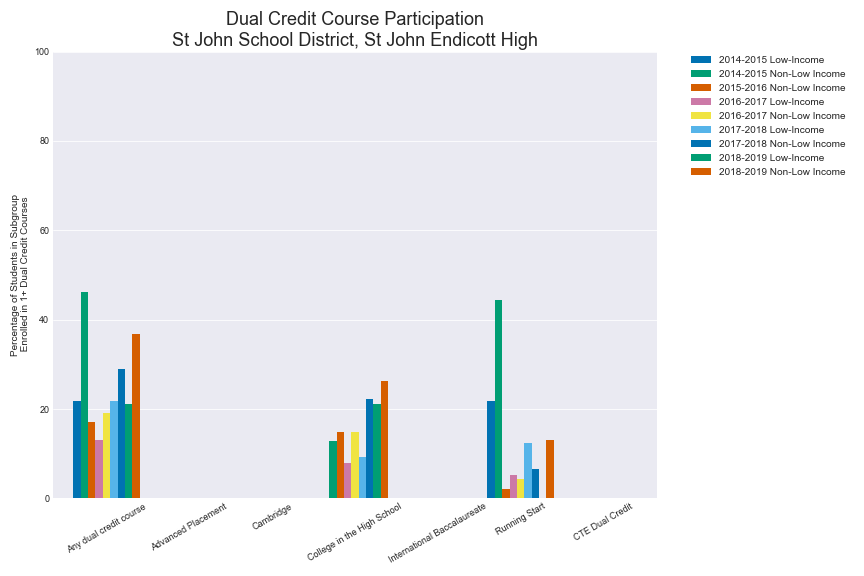 Dual Credit Course Participation
St John School District, St John Endicott High
2014-2015 Low-Income
2014-2015 Non-Low Income
2015-2016 Non-Low Income
2016-2017 Low-Income
2016-2017 Non-Low Income
2017-2018 Low-Income
2017-2018 Non-Low Income
2018-2019 Low-Income
2018-2019 Non-Low Income
Percentage of Students in Subgroup
Enrolled in 1+ Dual Credit Courses
100
80
60
40
20
0
Any dual credit course
Advanced Placement
Cambridge
College in the High School
International Baccalaureate
Running Start
CTE Dual Credit